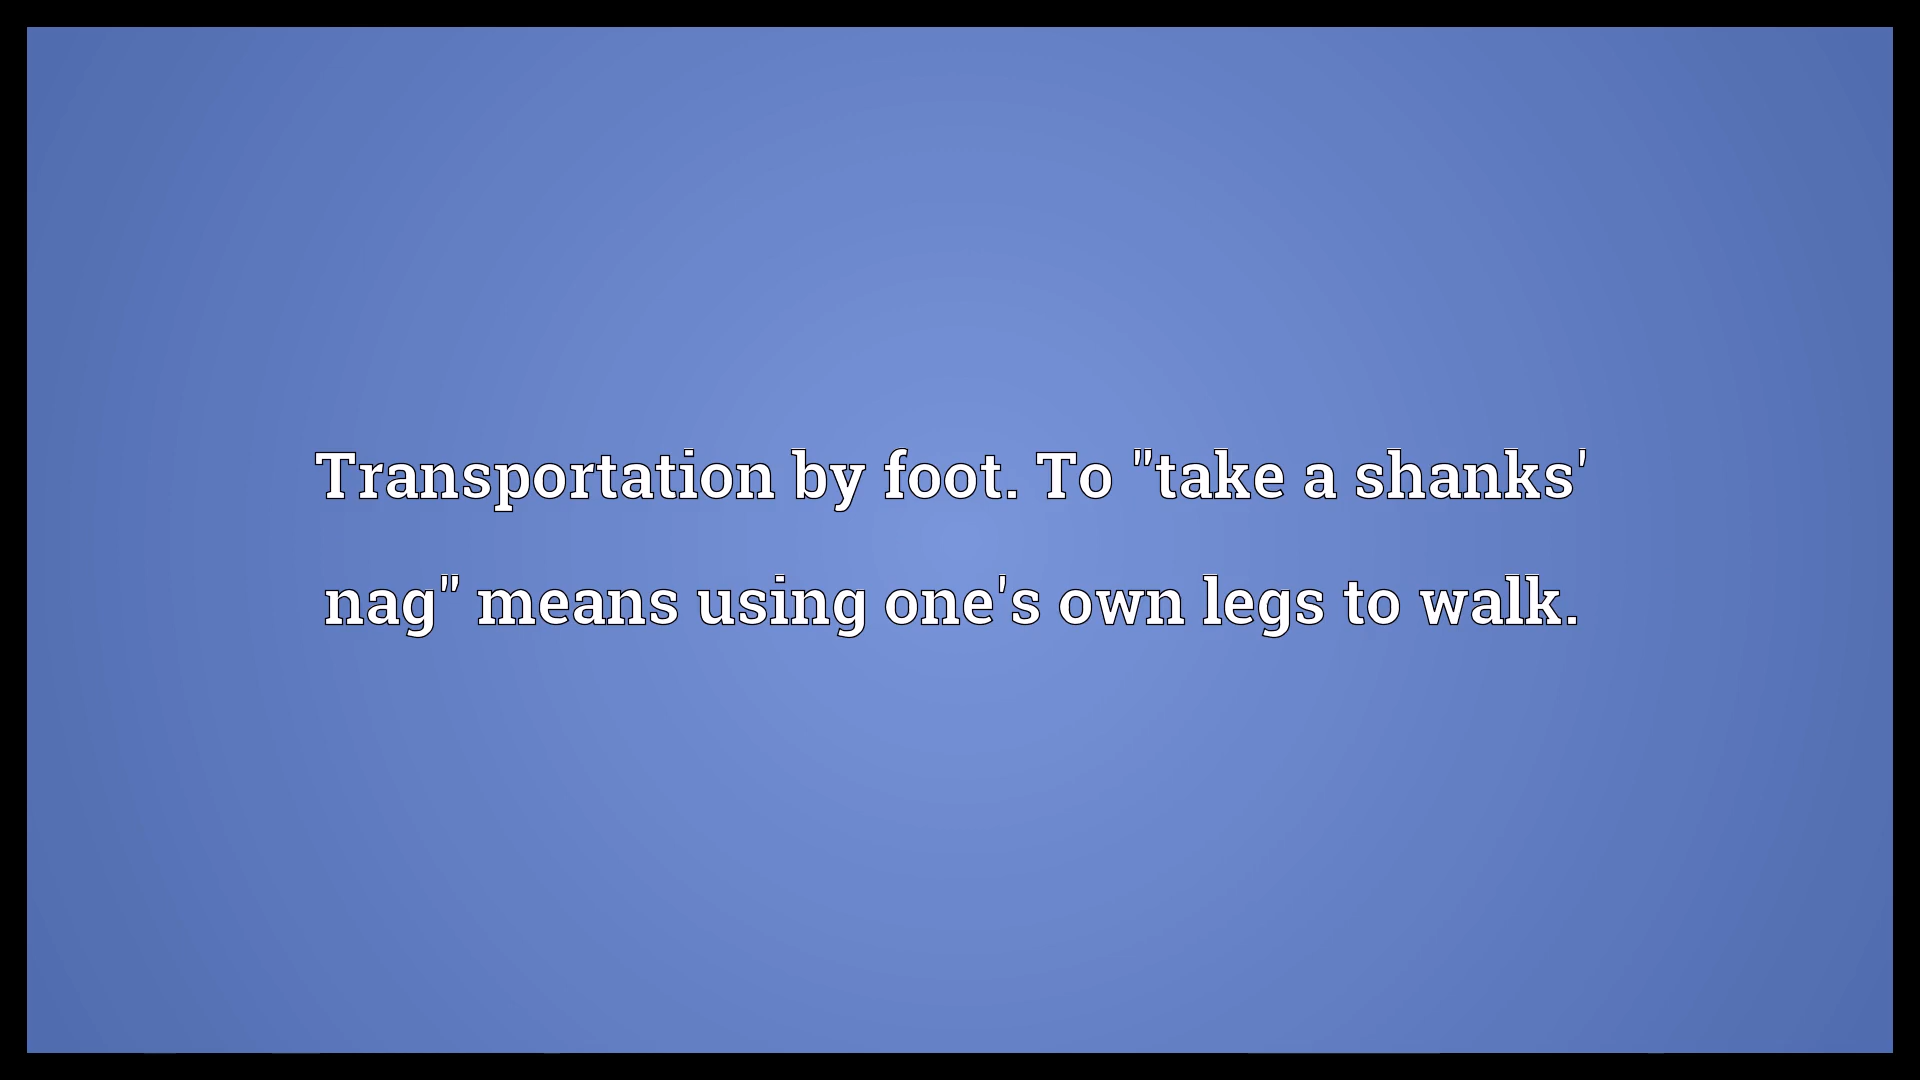 Transportation by foot. To "take a shanks'
nag" means using one's own legs to walk.